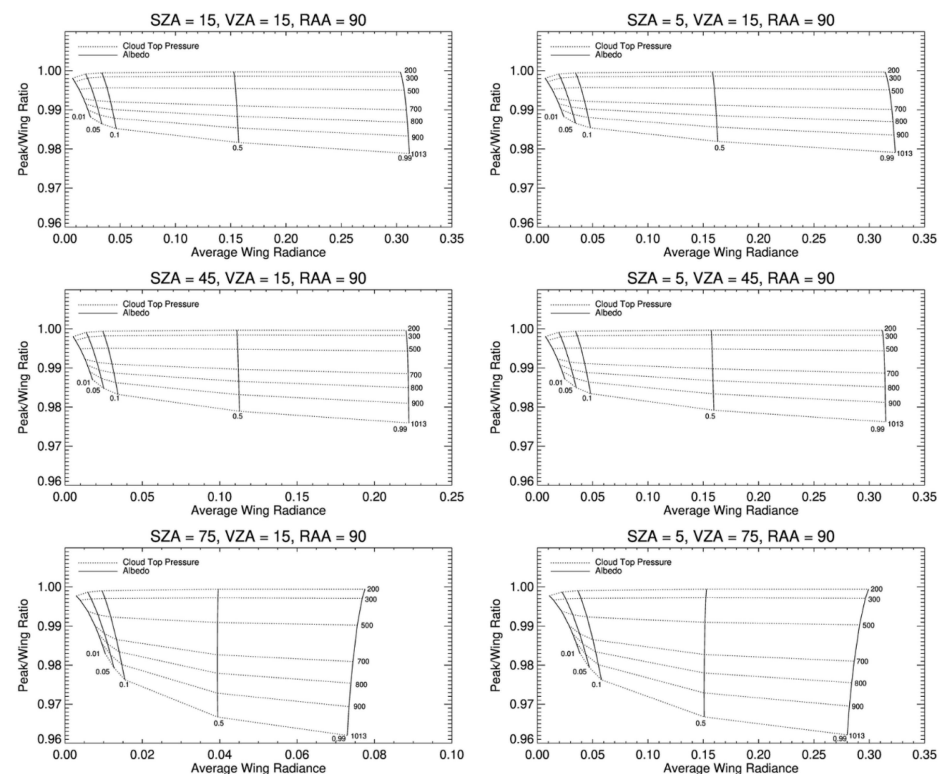 SZA = 15, VZA = 15, RAA = 90
Cloud Top Pressure
Albedo
Peak/Wing Ratio
1.00
0.99
0.98
0.97
0.96
200
300
500
700
800
900
1013
0.01
0.05
0.1
0.5
0.99
0.00 0.05 0.10 0.15 0.20 0.25 0.30 0.35
Average Wing Radiance
SZA = 5, VZA = 15, RAA = 90
Cloud Top Pressure
Albedo
Peak/Wing Ratio
1.00
0.99
0.98
0.97
0.96
200
300
500
700
800
900
1013
0.01
0.05
0.1
0.5
0.99
0.00 0.05 0.10 0.15 0.20 0.25 0.30 0.35
Average Wing Radiance
SZA = 45, VZA = 15, RAA = 90
Cloud Top Pressure
Albedo
Peak/Wing Ratio
1.00
0.99
0.98
0.97
0.96
200
300
500
700
800
900
1013
0.01
0.05
0.1
0.5
0.99
0.00 0.05 0.10 0.15 0.20 0.25
Average Wing Radiance
SZA = 5, VZA = 45, RAA = 90
Cloud Top Pressure
Albedo
Peak/Wing Ratio
1.00
0.99
0.98
0.97
0.96
200
300
500
700
800
900
1013
0.01
0.05
0.1
0.5
0.99
0.00 0.05 0.10 0.15 0.20 0.25 0.30 0.35
Average Wing Radiance
SZA = 75, VZA = 15, RAA = 90
Cloud Top Pressure
Albedo
Peak/Wing Ratio
1.00
0.99
0.98
0.97
0.96
200
300
500
700
800
900
1013
0.01
0.05
0.1
0.5
0.99
0.00 0.02 0.04 0.06 0.08 0.10
Average Wing Radiance
SZA = 5, VZA = 75, RAA = 90
Cloud Top Pressure
Albedo
Peak/Wing Ratio
1.00
0.99
0.98
0.97
0.96
200
300
500
700
800
900
1013
0.01
0.05
0.1
0.5
0.99
0.00 0.05 0.10 0.15 0.20 0.25 0.30 0.35
Average Wing Radiance